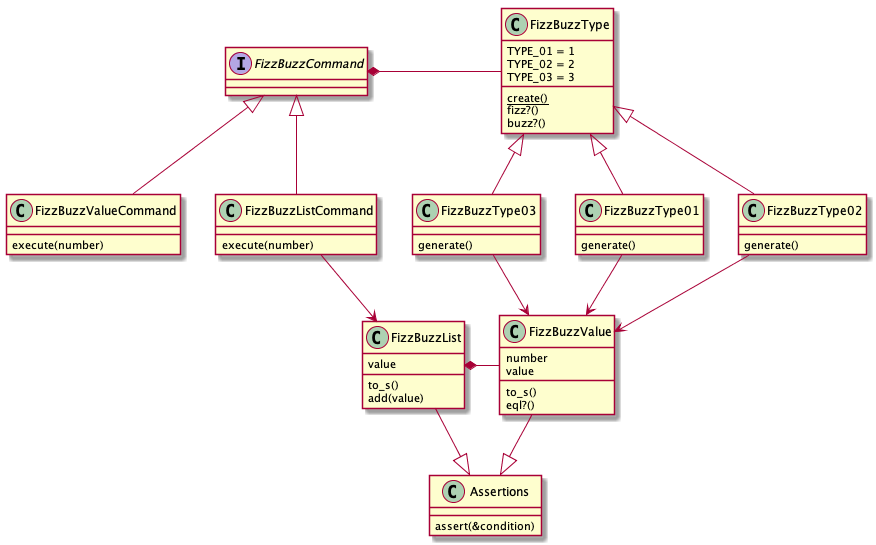 C FizzBuzzType
TYPE_01 = 1
TYPE_02 = 2
TYPE_03 = 3
create()
fizz?()
buzz?()
I FizzBuzzCommand
C FizzBuzzValueCommand
execute(number)
C FizzBuzzListCommand
execute(number)
C FizzBuzzType03
generate()
C FizzBuzzType01
generate()
C FizzBuzzType02
generate()
C FizzBuzzList
value
to_s()
add(value)
C FizzBuzzValue
number
value
to_s()
eql?()
C Assertions
assert(&condition)